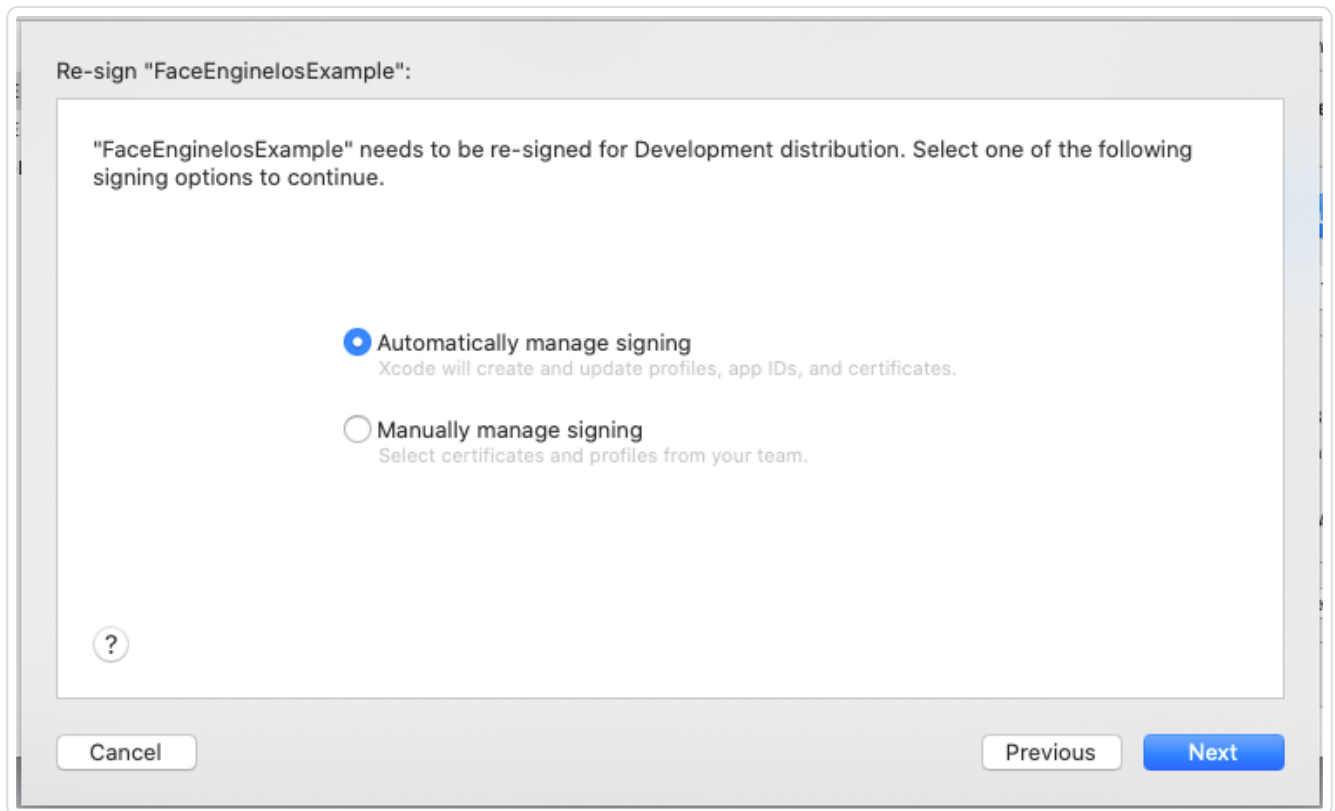 Re-sign "FaceEngineIosExample":
"FaceEngineIosExample" needs to be re-signed for Development distribution. Select one of the following
signing options to continue.
Automatically manage signing
Xcode will create and update profiles, app IDs, and certificates.
Manually manage signing
Select certificates and profiles from your team.
?
Cancel
Previous
Next